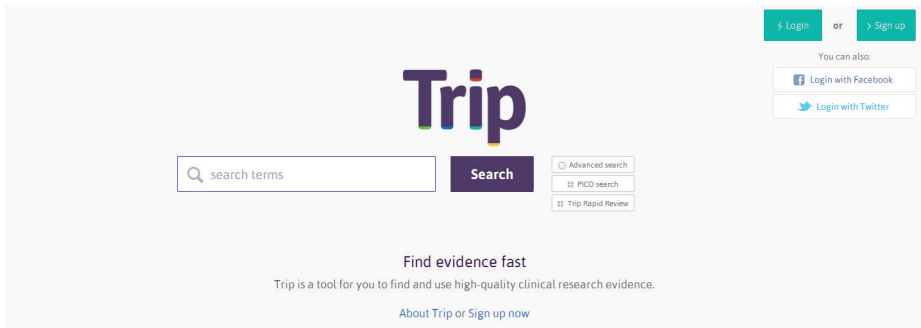 Login or Sign up
You can also:
Login with Facebook
Login with Twitter
Trip
search terms
Search
Advanced search
PICO search
Trip Rapid Review
Find evidence fast
Trip is a tool for you to find and use high-quality clinical research evidence.
About Trip or Sign up now